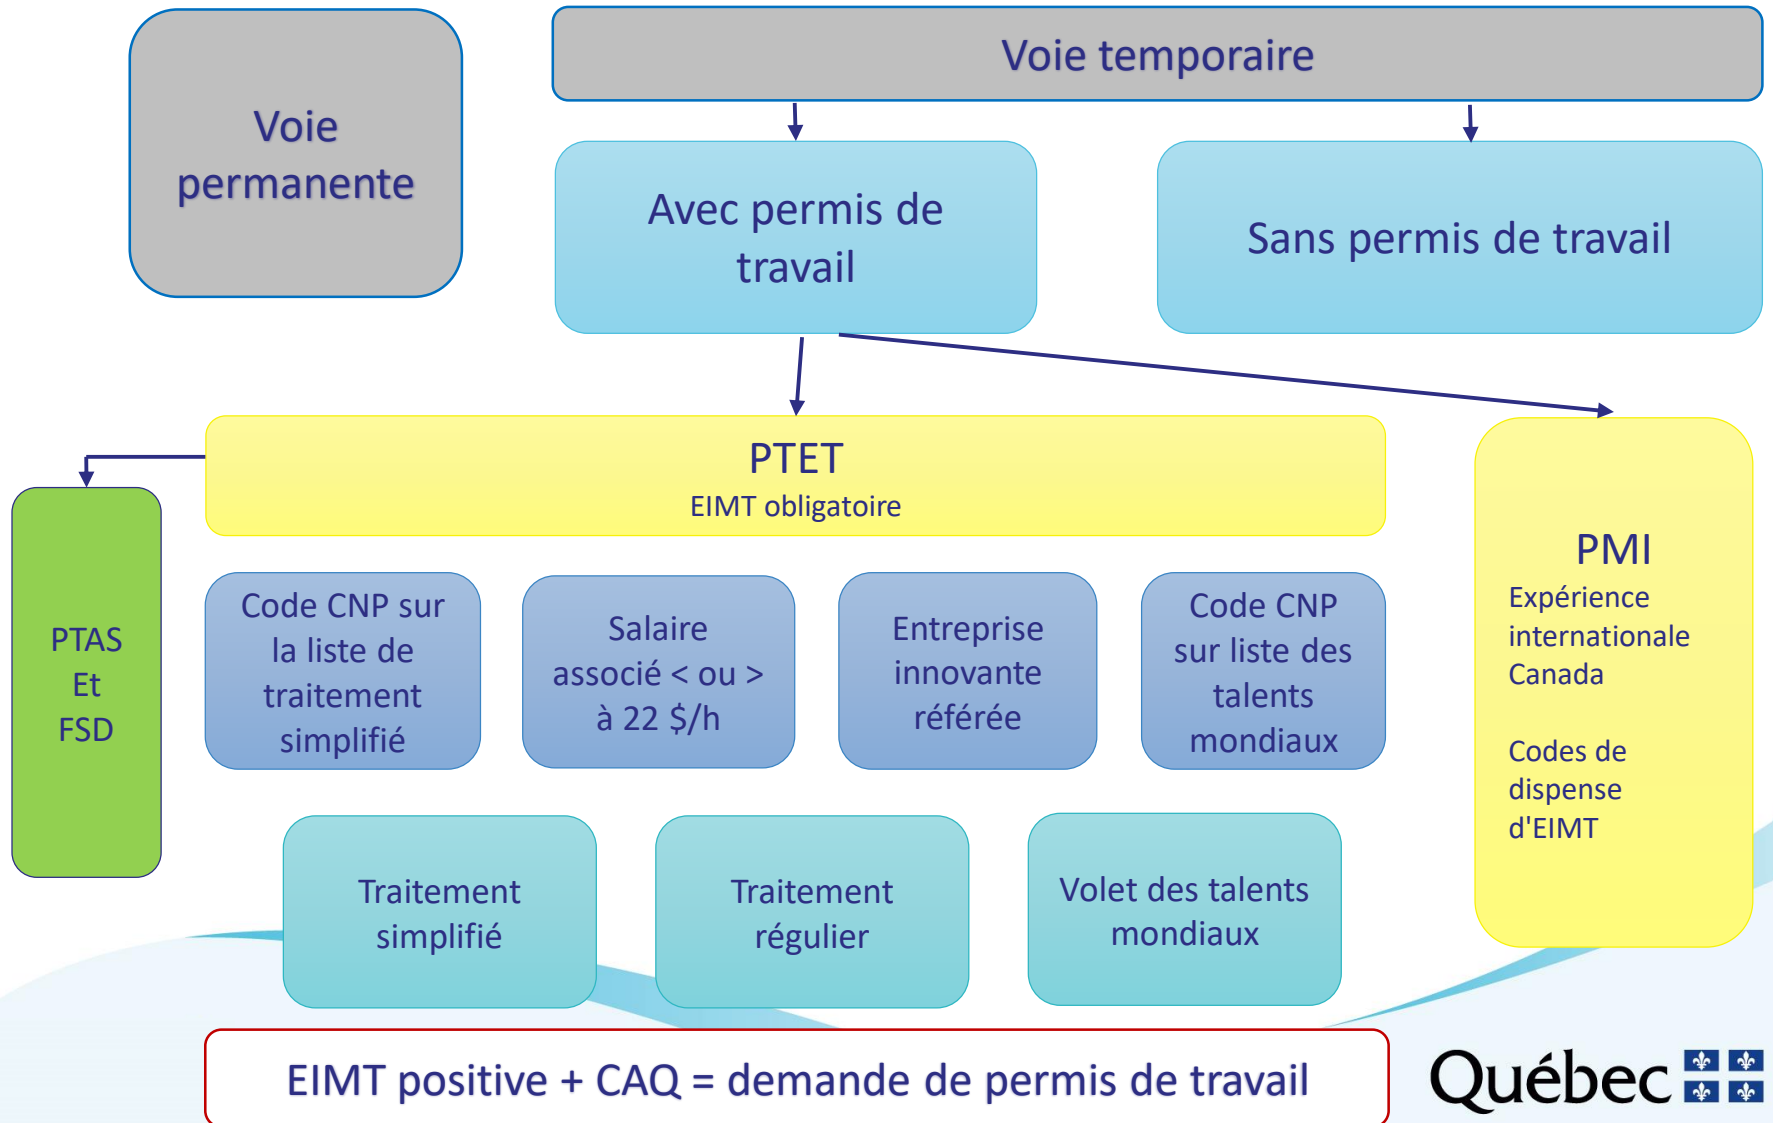 Voie
permanente
Voie temporaire
Avec permis de
travail
Sans permis de travail
PTET
EIMT obligatoire
PTAS
Et
FSD
Code CNP sur
la liste de
traitement
simplifié
Salaire
associé < ou >
à 22 $/h
Entreprise
innovante
référée
Code CNP
sur liste des
talents
mondiaux
PMI
Expérience
internationale
Canada
Codes de
dispense
d'EIMT
Traitement
simplifié
Traitement
régulier
Volet des talents
mondiaux
EIMT positive + CAQ = demande de permis de travail
Québec